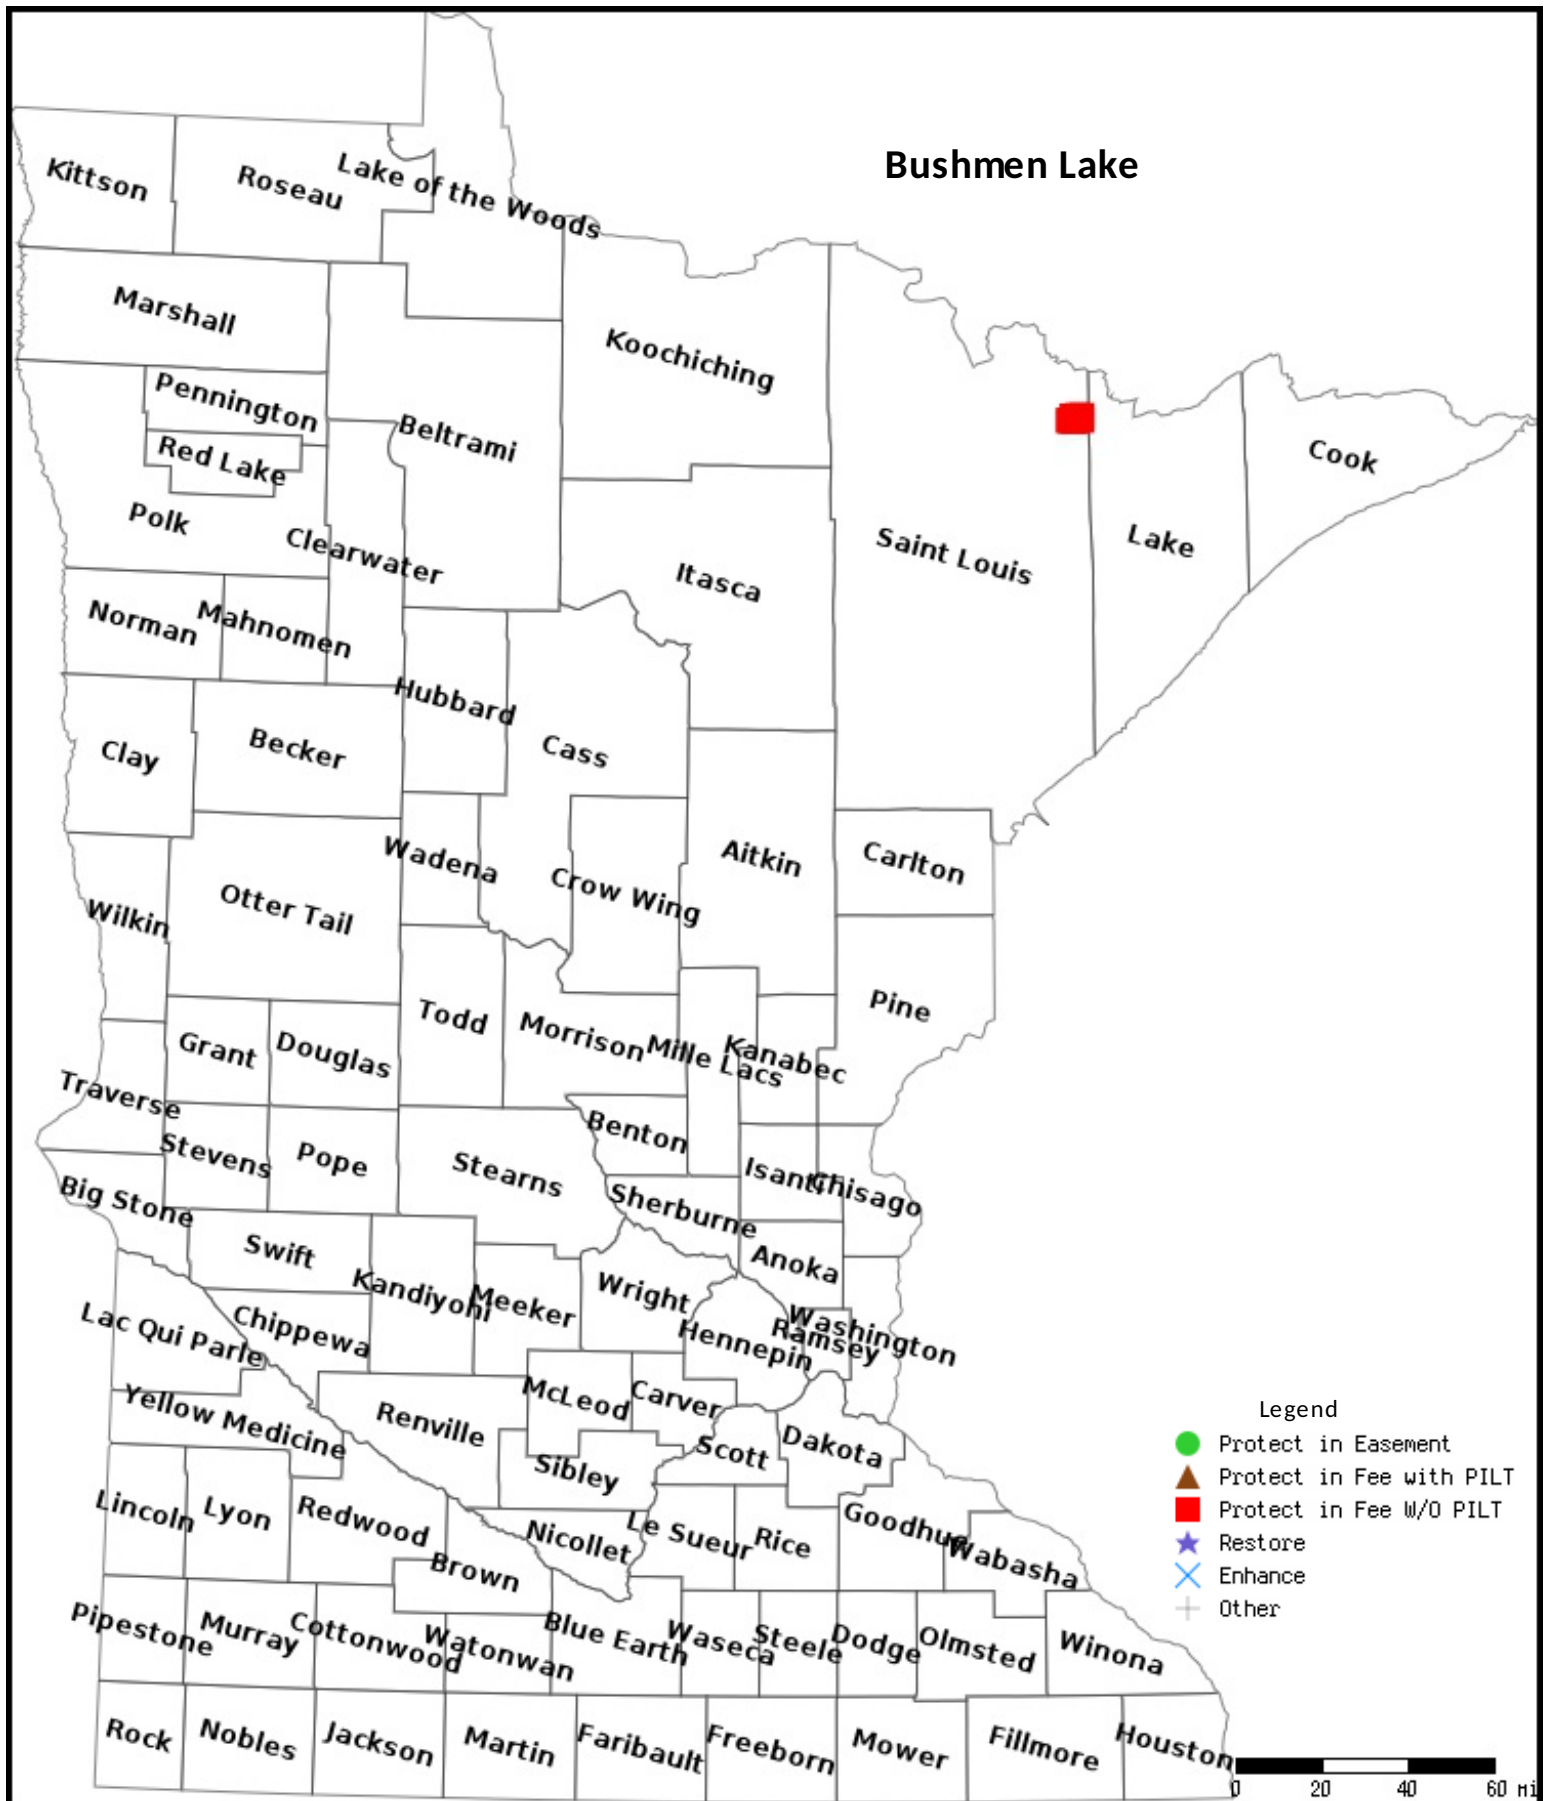 Bushmen Lake
Kittson
Roseau
Lake of the Woods
Marshall
Koochiching
Pennington
Beltrami
Red Lake
Cook
Polk
Clearwater
Saint Louis
Lake
Itasca
Norman
Mahnomen
Hubbard
Clay
Becker
Cass
Wadena
Aitkin
Carlton
Crow Wing
Otter Tail
Wilkin
Pine
Todd
Morrison
Mille Lacs
Kanabec
Grant
Douglas
Traverse
Benton
Stevens
Pope
Stearns
Isanti
Chisago
Big Stone
Sherburne
Swift
Anoka
Kandiyohi
Meeker
Wright
Washington
Ramsey
Hennepin
Lac Qui Parle
Chippewa
McLeod
Carver
Yellow Medicine
Renville
Scott
Dakota
Sibley
Lincoln
Lyon
Redwood
Nicollet
Le Sueur
Rice
Goodhue
Wabasha
Brown
Pipestone
Murray
Cottonwood
Watonwan
Blue Earth
Waseca
Steele
Dodge
Olmsted
Winona
Rock
Nobles
Jackson
Martin
Faribault
Freeborn
Mower
Fillmore
Houston
Legend
Protect in Easement
Protect in Fee with PILT
Protect in Fee W/O PILT
Restore
Enhance
Other
0 20 40 60 mi